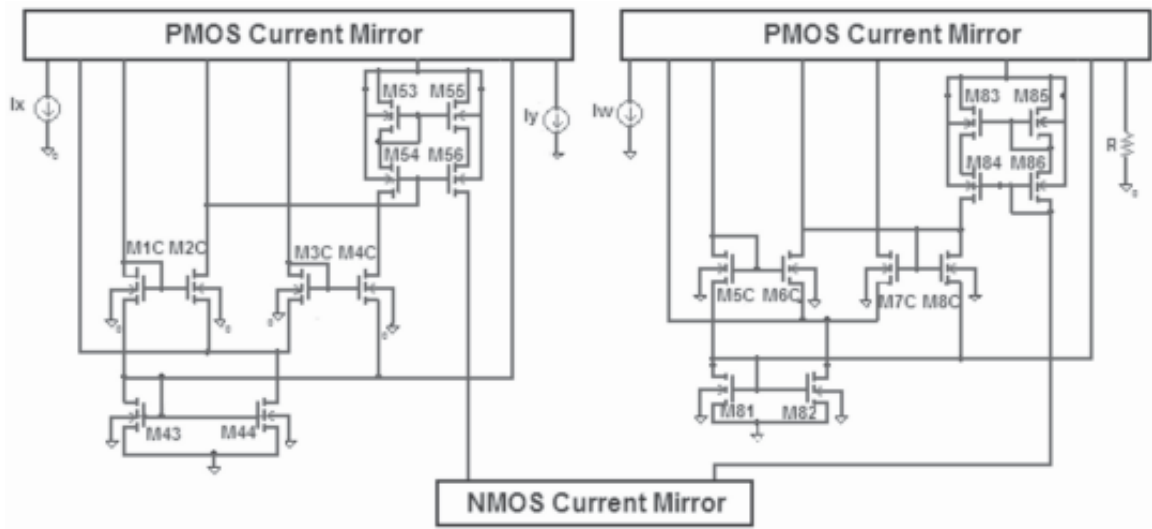 PMOS Current Mirror PMOS Current Mirror
M53 M55 M83 M85
Ix Iy Iw R
M54 M56 M84 M86
M1C M2C M3C M4C
M5C M6C M7C M8C
M43 M44 M81 M82
NMOS Current Mirror